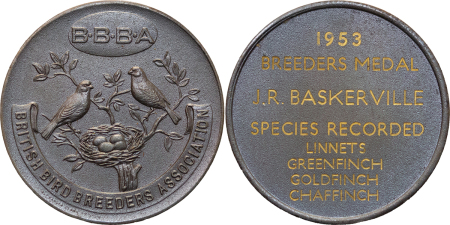 B·B·B·A
BRITISH BIRD BREEDERS ASSOCIATION
1953
BREEDERS MEDAL
J.R. BASKERVILLE
SPECIES RECORDED
LINNETS
GREENFINCH
GOLDFINCH
CHAFFINCH